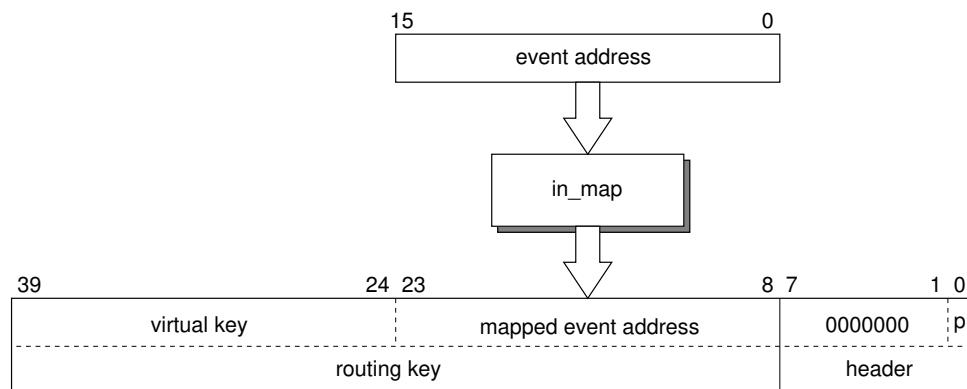 15 0
event address
in_map
39 24 23 8 7 1 0
virtual key mapped event address 0000000 p
routing key header